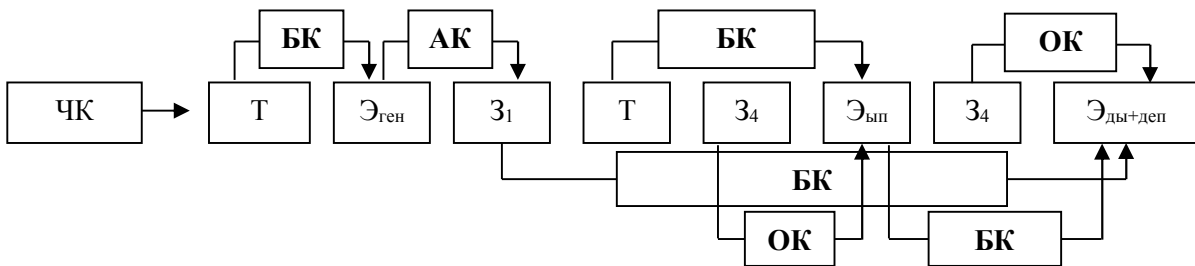 БК АК БК ОК
ЧК Т Эген З1 Т З4 Эып З4 Эды+деп
БК
ОК БК